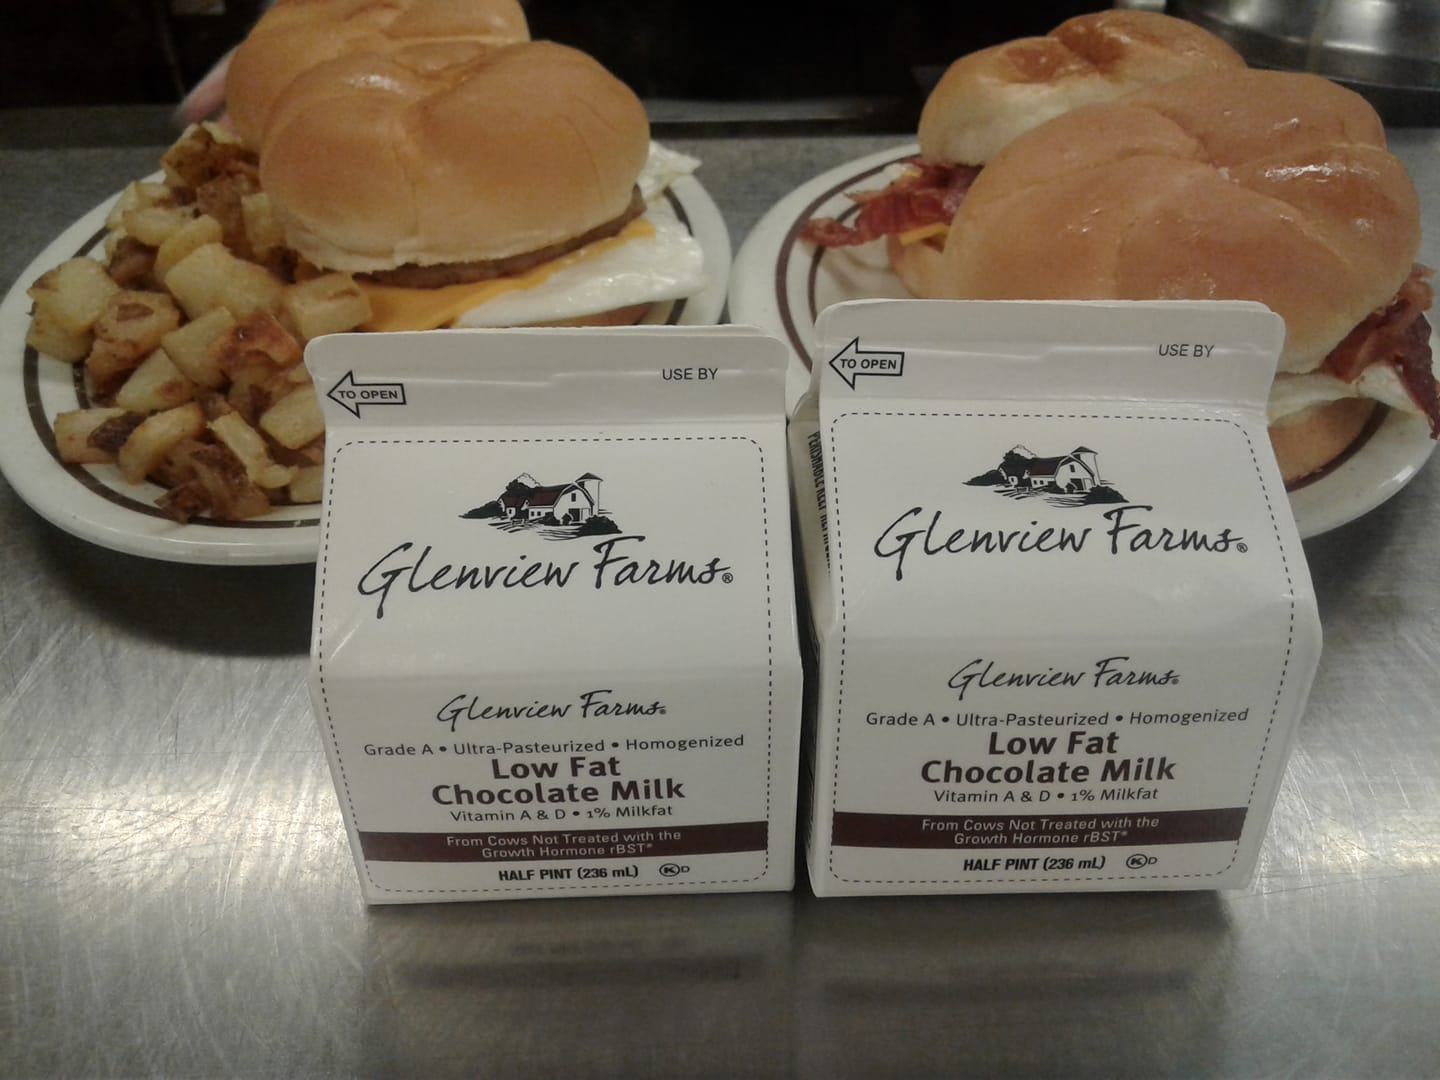 TO OPEN
USE BY
Glenview Farms®
Glenview Farms®
Grade A • Ultra-Pasteurized • Homogenized
Low Fat
Chocolate Milk
Vitamin A & D • 1% Milkfat
From Cows Not Treated with the
Growth Hormone rBST*
HALF PINT (236 mL) K D
TO OPEN
USE BY
Glenview Farms®
Glenview Farms®
Grade A • Ultra-Pasteurized • Homogenized
Low Fat
Chocolate Milk
Vitamin A & D • 1% Milkfat
From Cows Not Treated with the
Growth Hormone rBST*
HALF PINT (236 mL) K D
PERISHABLE KEEP